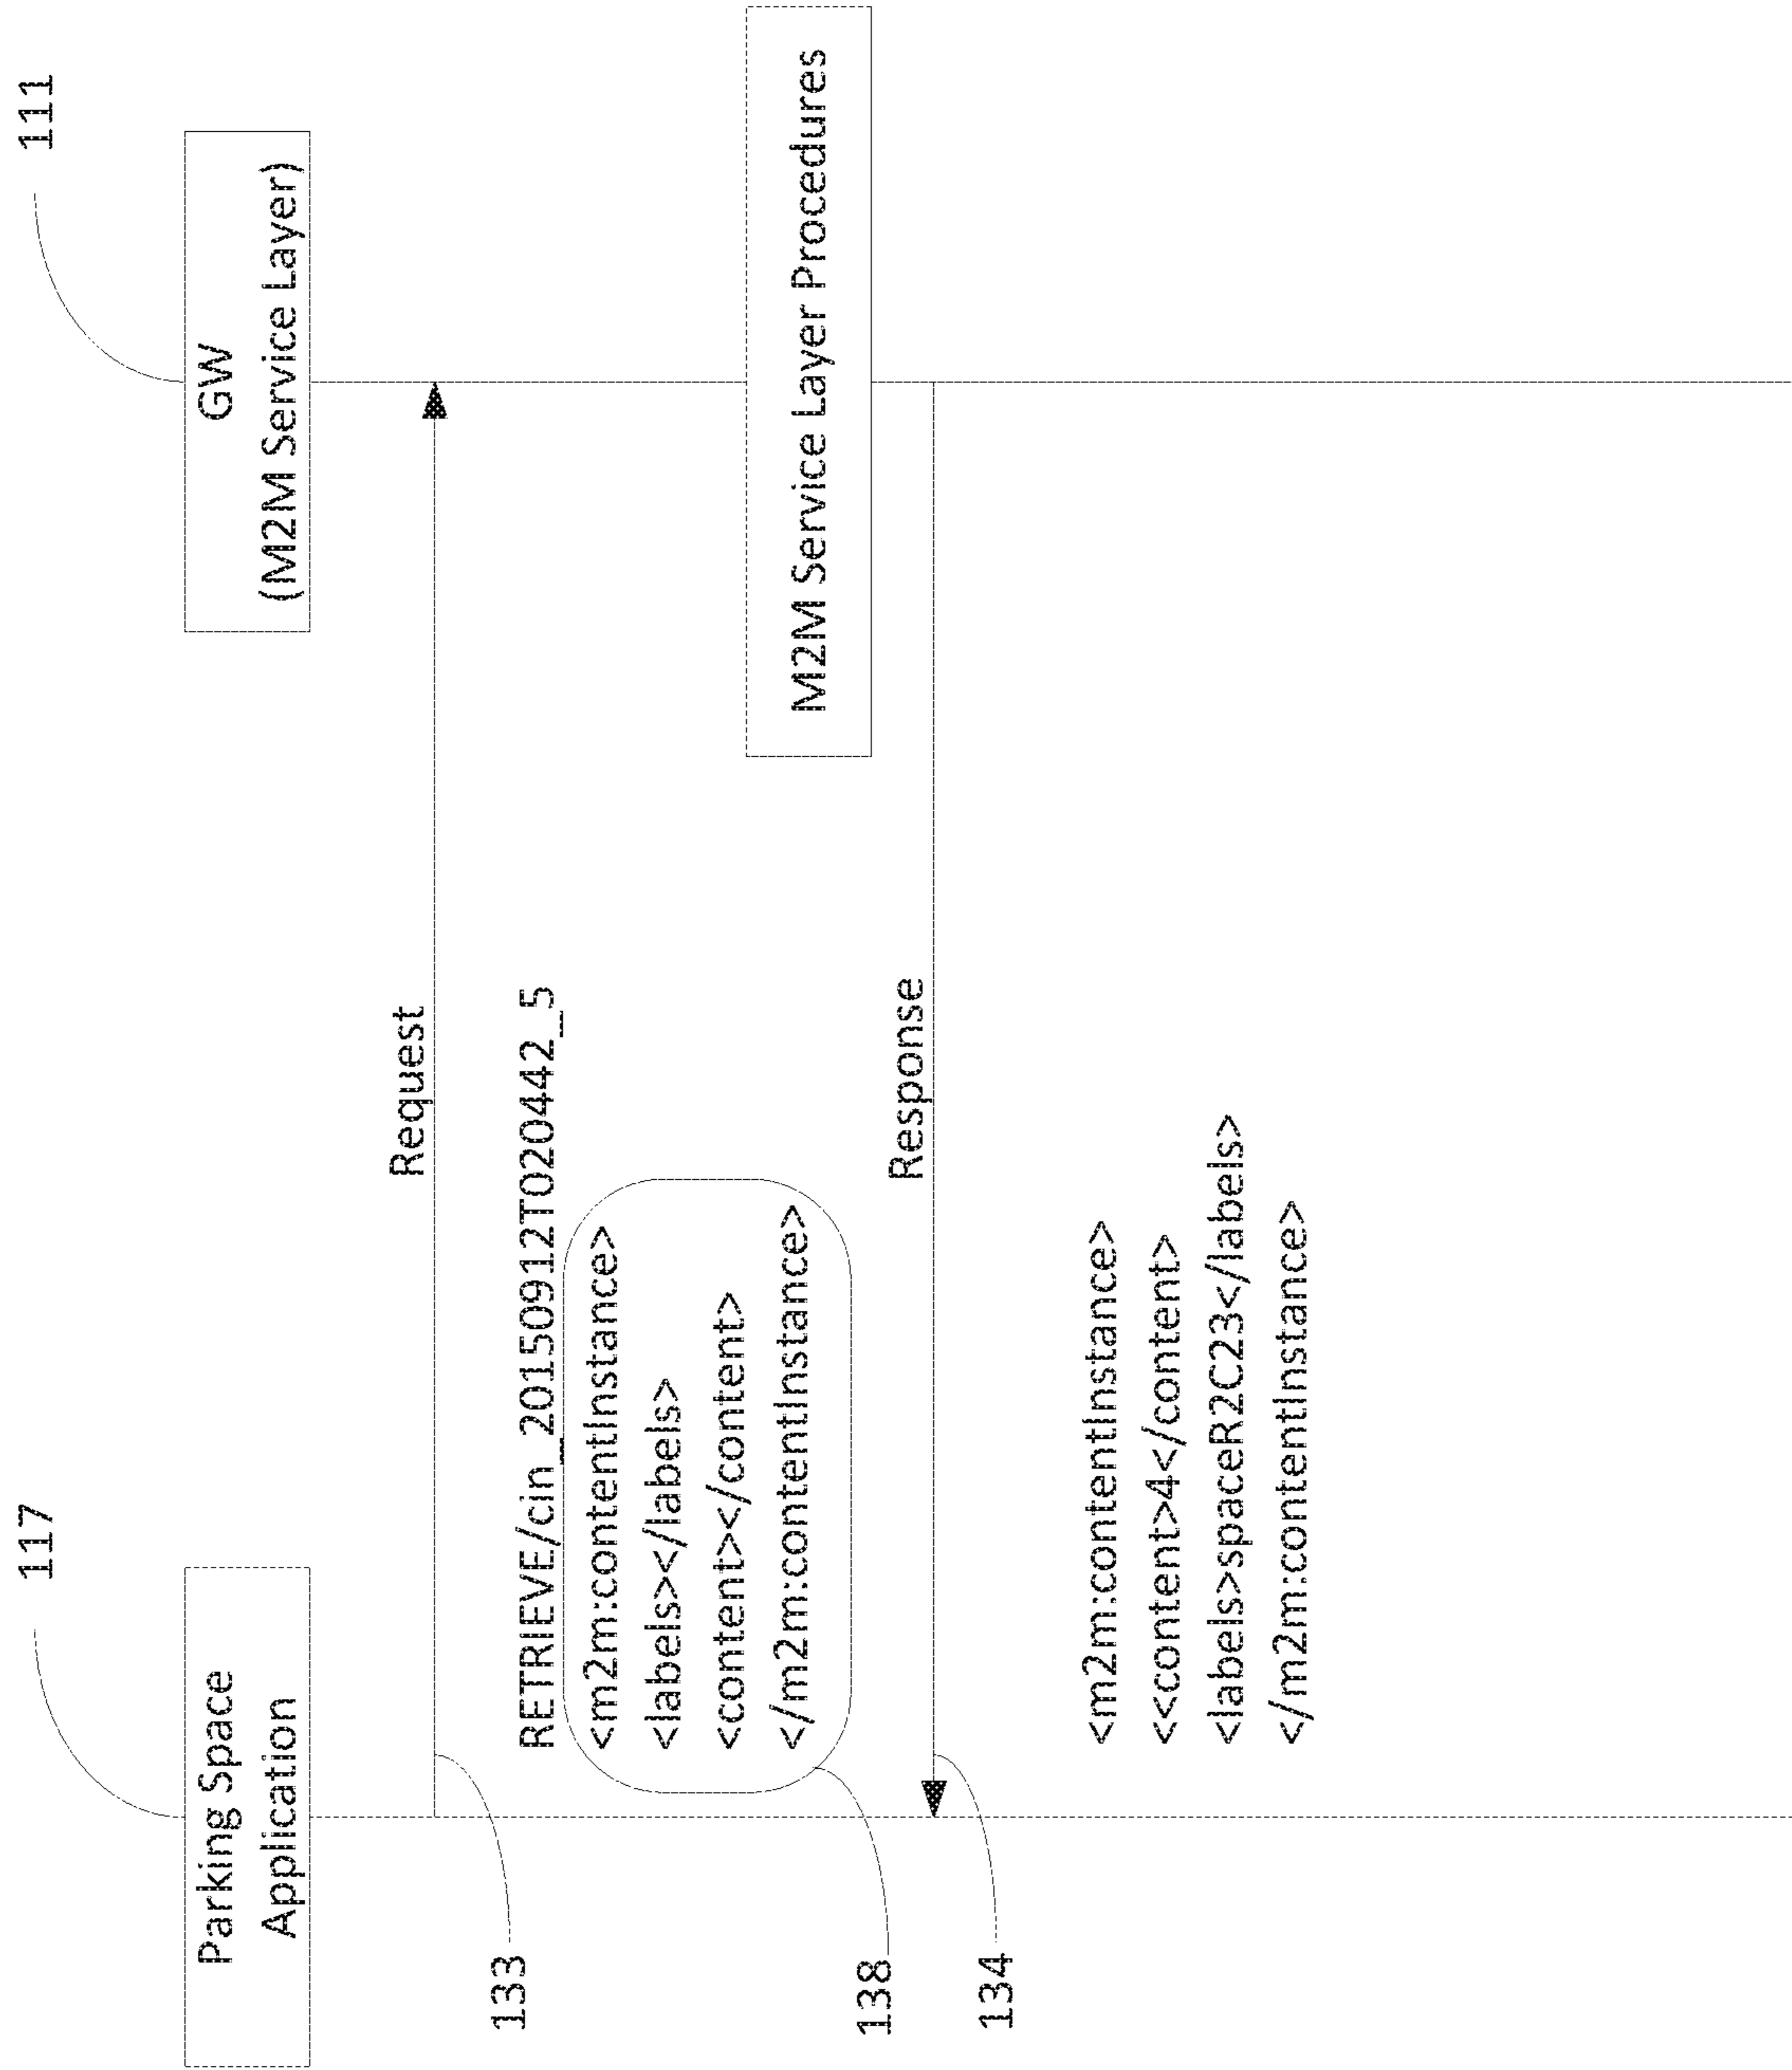 117
111
Parking Space
Application
GW
(M2M Service Layer)
Request
133
RETRIEVE/cin_20150912T020442_5
<m2m:contentInstance>
<labels></labels>
<content></content>
</m2m:contentInstance>
138
M2M Service Layer Procedures
Response
134
<m2m:contentInstance>
<<content>4</content>
<labels>spaceR2C23</labels>
</m2m:contentInstance>